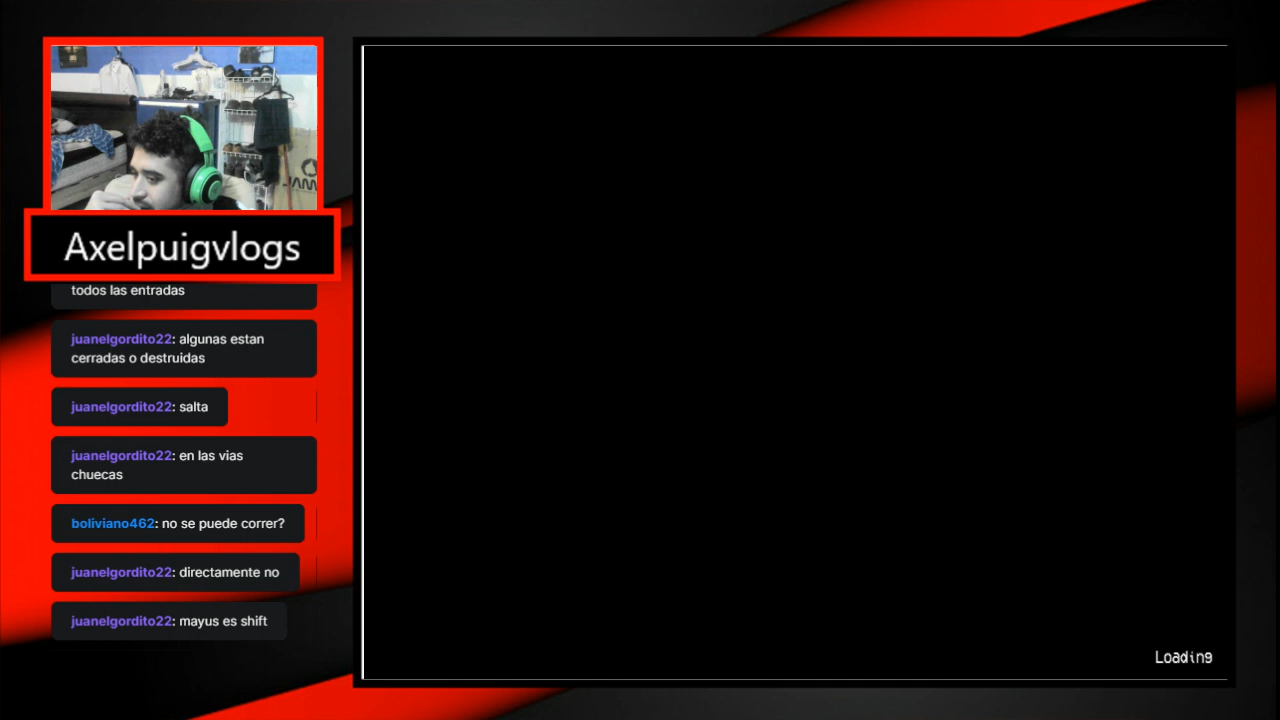 Axelpuigvlogs
todos las entradas
juanelgordito22: algunas estan
cerradas o destruidas
juanelgordito22: salta
juanelgordito22: en las vias
chuecas
boliviano462: no se puede correr?
juanelgordito22: directamente no
juanelgordito22: mayus es shift
Loading